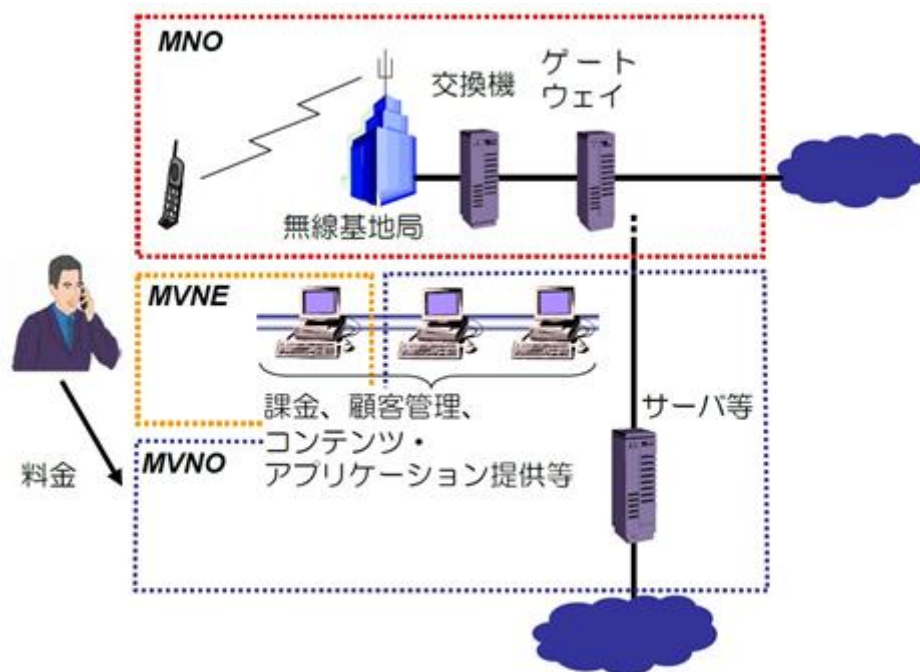 MNO
交換機
ゲート
ウェイ
無線基地局
MVNE
課金、顧客管理、
コンテンツ・
アプリケーション提供等
サーバ等
MVNO
料金